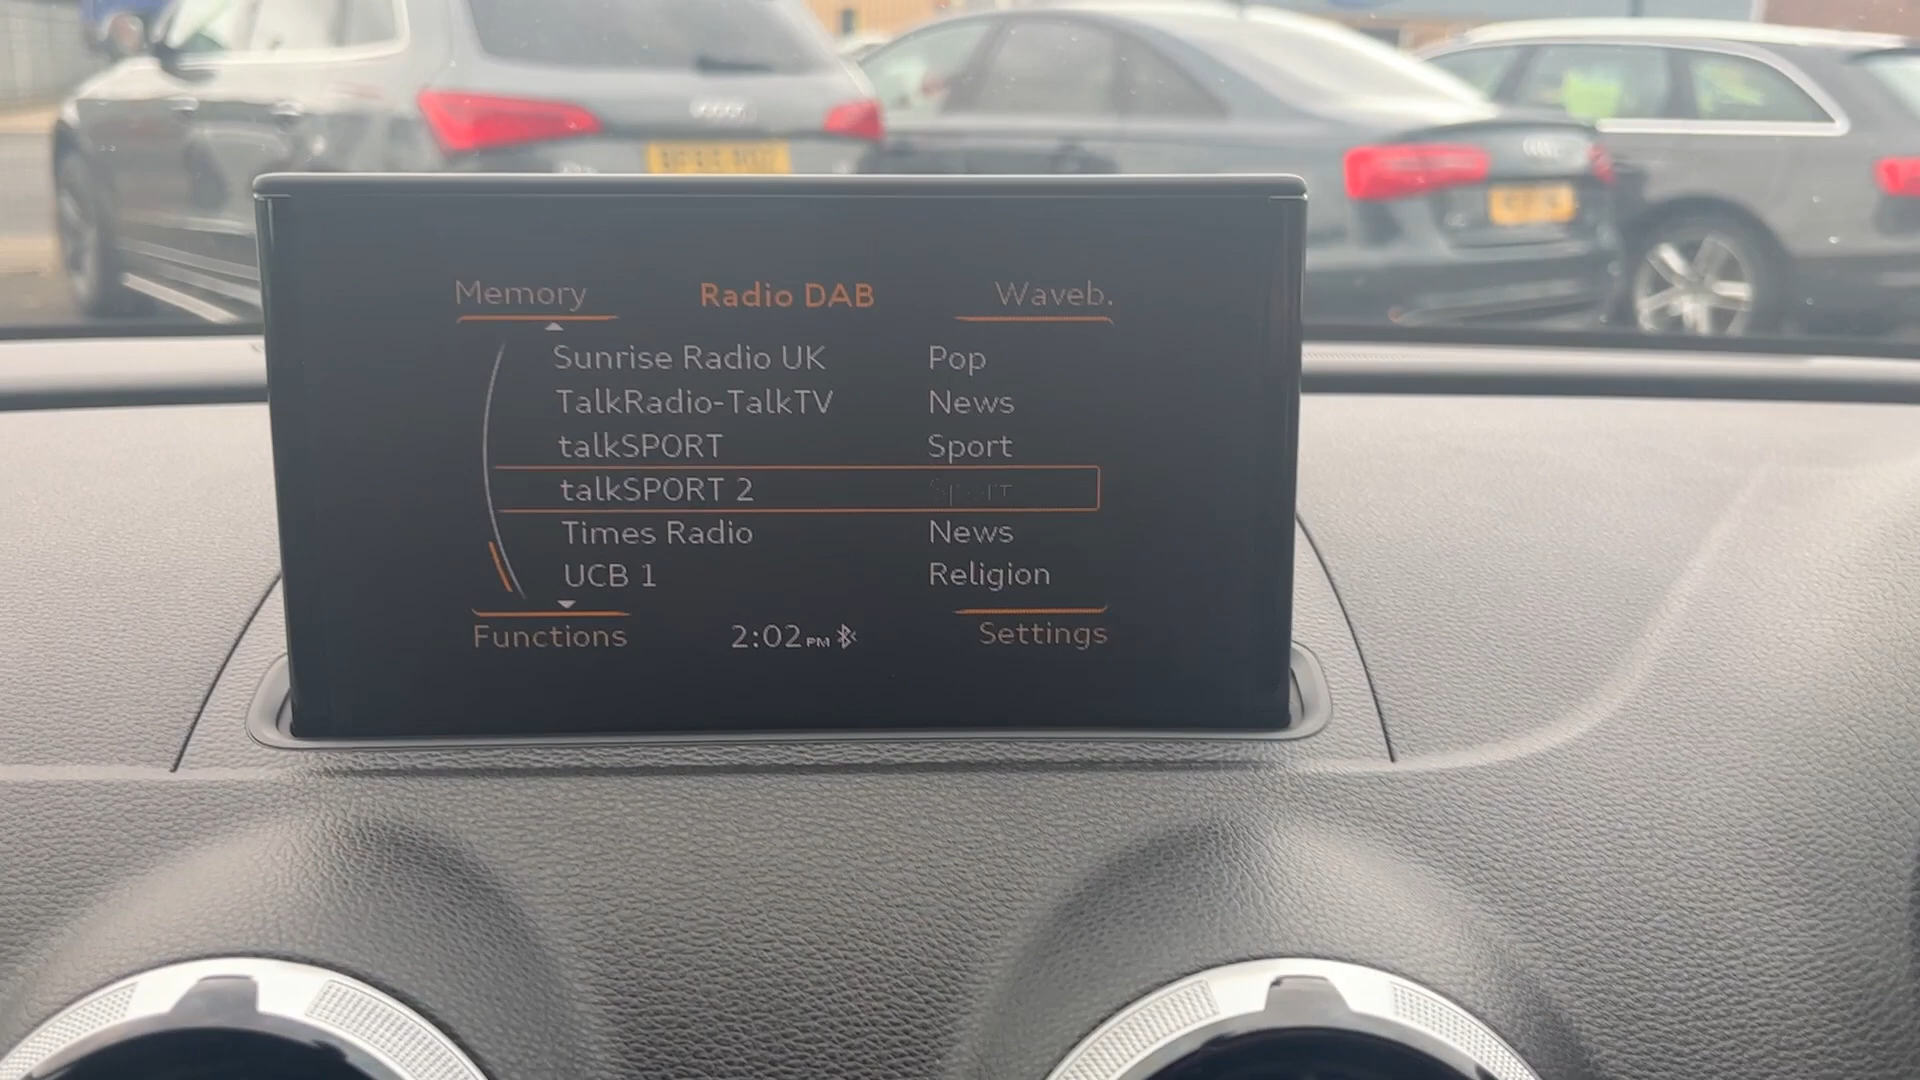 Memory Radio DAB Waveb.
Sunrise Radio UK Pop
TalkRadio-TalkTV News
talkSPORT Sport
talkSPORT 2 Sport
Times Radio News
UCB 1 Religion
Functions 2:02 PM Settings